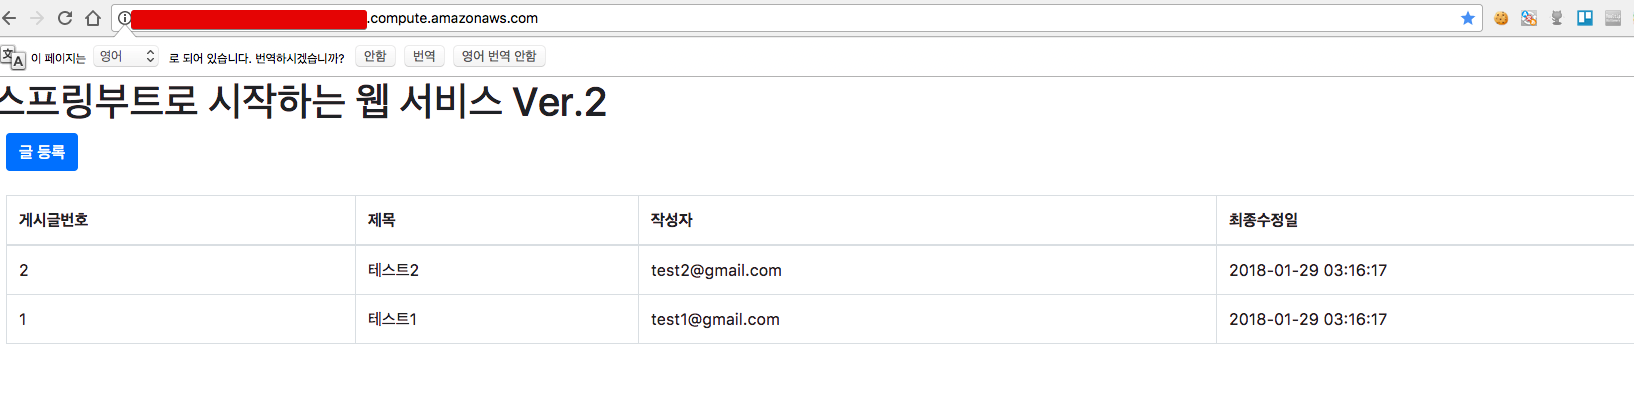 .compute.amazonaws.com
이 페이지는 영어 로 되어 있습니다. 번역하시겠습니까? 안함 번역 영어 번역 안함
스프링부트로 시작하는 웹 서비스 Ver.2
글 등록
게시글번호 제목 작성자 최종수정일
2 테스트2 test2@gmail.com 2018-01-29 03:16:17
1 테스트1 test1@gmail.com 2018-01-29 03:16:17